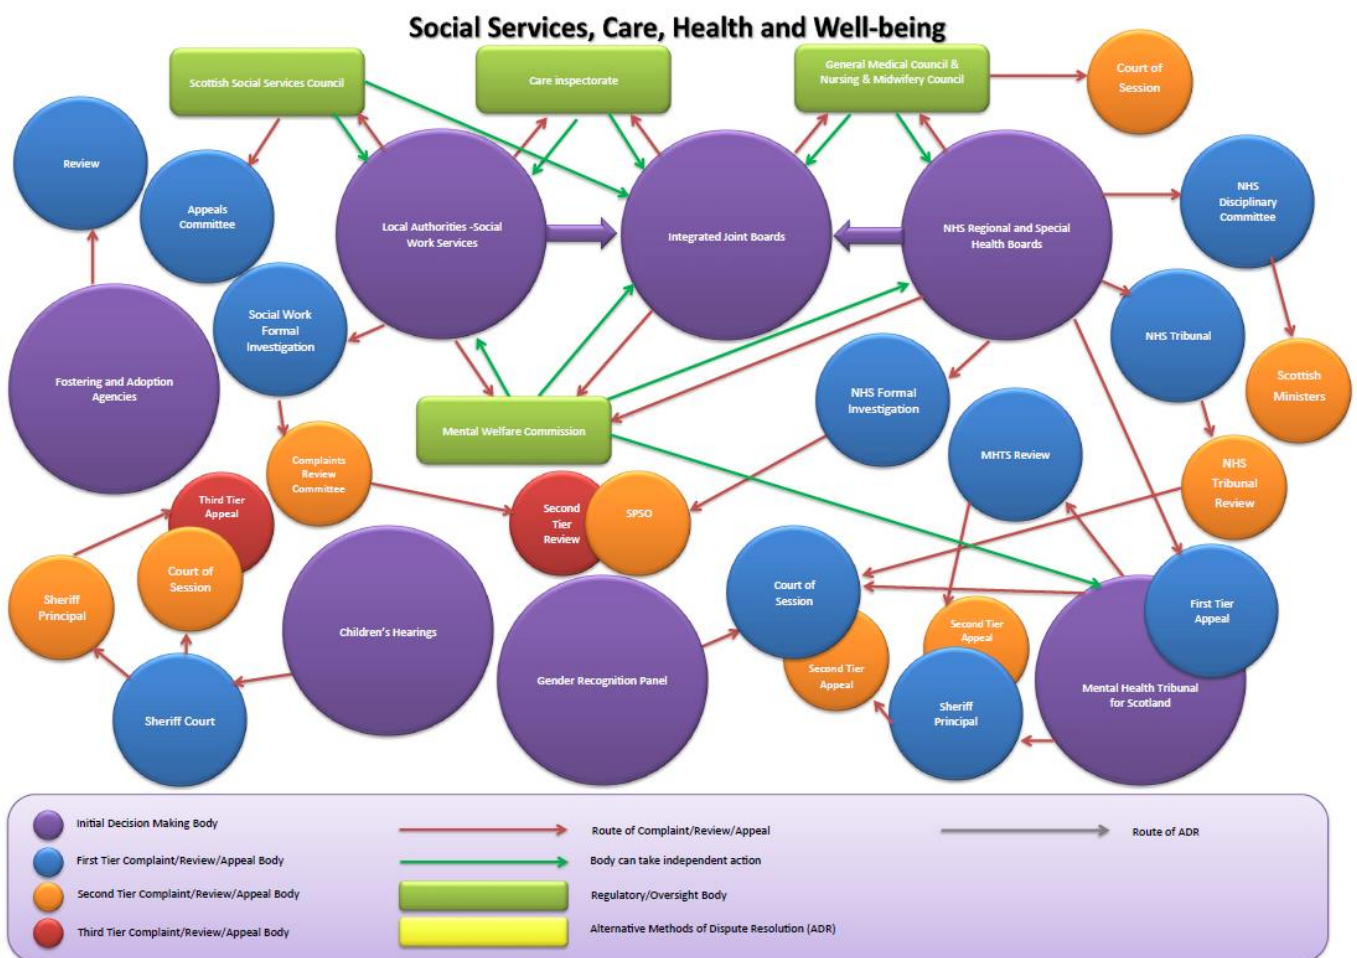 Social Services, Care, Health and Well-being
Scottish Social Services Council
Care inspectorate
General Medical Council &
Nursing & Midwifery Council
Court of
Session
Review
Appeals
Committee
Local Authorities -Social
Work Services
Integrated Joint Boards
NHS Regional and Special
Health Boards
NHS
Disciplinary
Committee
Social Work
Formal
Investigation
NHS Tribunal
Fostering and Adoption
Agencies
NHS Formal
Investigation
Scottish
Ministers
Mental Welfare Commission
MHTS Review
Complaints
Review
Committee
NHS
Tribunal
Review
Third Tier
Appeal
Second
Tier
Review
SPSO
Court of
Session
Sheriff
Principal
Children's Hearings
Court of
Session
First Tier
Appeal
Second Tier
Appeal
Second Tier
Appeal
Gender Recognition Panel
Mental Health Tribunal
for Scotland
Sheriff Court
Sheriff
Principal
Initial Decision Making Body
Route of Complaint/Review/Appeal
Route of ADR
First Tier Complaint/Review/Appeal Body
Body can take independent action
Second Tier Complaint/Review/Appeal Body
Regulatory/Oversight Body
Third Tier Complaint/Review/Appeal Body
Alternative Methods of Dispute Resolution (ADR)